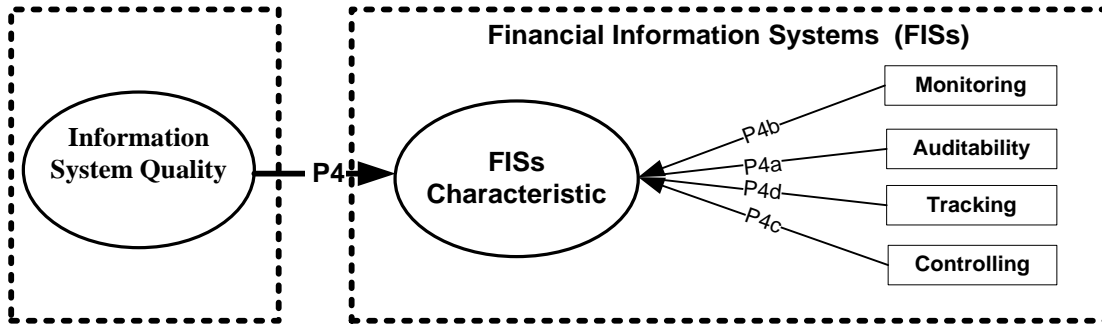 Financial Information Systems (FISs)
Information
System Quality
P4
FISs
Characteristic
P4b
P4a
P4d
P4c
Monitoring
Auditability
Tracking
Controlling